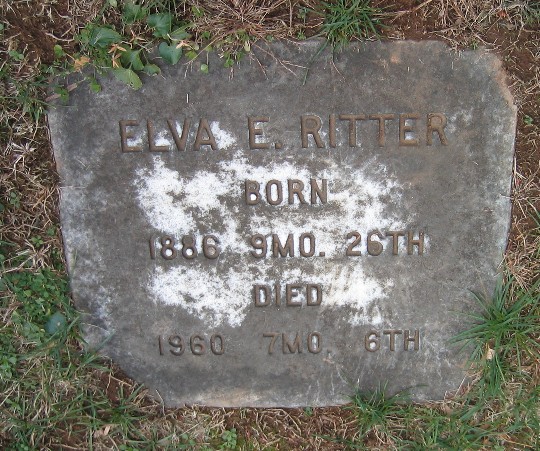 ELVA E. RITTER
BORN
1886 9MO. 26TH
DIED
1960 7MO. 6TH